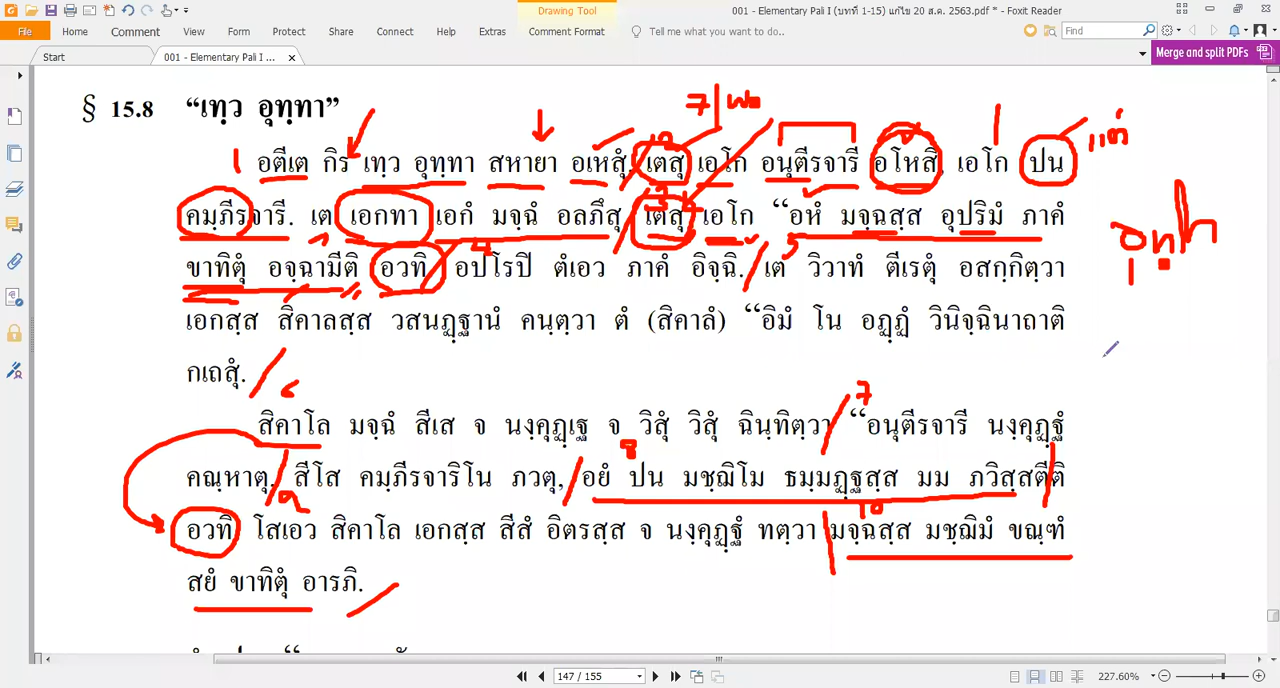 Drawing Tool
001 - Elementary Pali I (บทที่ 1-15) แก้ไข 20 ส.ค. 2563.pdf * - Foxit Reader
File Home Comment View Form Protect Share Connect Help Extras Comment Format Tell me what you want to do.. Find
Start 001 - Elementary Pali I ... Merge and split PDFs
§ 15.8 “เทฺว อุทฺทา”
7/พอ
1 อตีเต กิร เทฺว อุทฺทา สหายา อเหสุํ, เตสุ เอโก อนุตีรจารี อโหสิ, เอโก ปน
แต่
คมฺภีรจารี. เต เอกทา เอกํ มจฺฉํ อลภึสุ เตสุ เอโก “อหํ มจฺฉสฺส อุปริมํ ภาคํ
ขาทิตุํ อจฺฉามีติ อวทิ อปโรปิ ตํเอว ภาคํ อิจฺฉิ. เต วิวาทํ ตีเรตุํ อสกฺกิตฺวา
เอกสฺส สิคาลสฺส วสนฏฺฐานํ คนฺตฺวา ตํ (สิคาลํ) “อิมํ โน อฏฺฏํ วินิจฺฉินาถาติ
กเถสุํ.
6 7
สิคาโล มจฺฉํ สีเส จ นงฺคุฏฺเฐ จ วิสุํ วิสุํ ฉินฺทิตฺวา “อนุตีรจารี นงฺคุฏฺฐํ
8
คณฺหาตุ, สีโส คมฺภีรจาริโน ภวตุ, อยํ ปน มชฺฌิโม ธมฺมฏฺฐสฺส มม ภวิสฺสตีติ
9 10
อวทิ โสเอว สิคาโล เอกสฺส สีสํ อิตรสฺส จ นงฺคุฏฺฐํ ทตฺวา มจฺฉสฺส มชฺฌิมํ ขณฺฑํ
สยํ ขาทิตุํ อารภิ.
147 / 155 227.60%